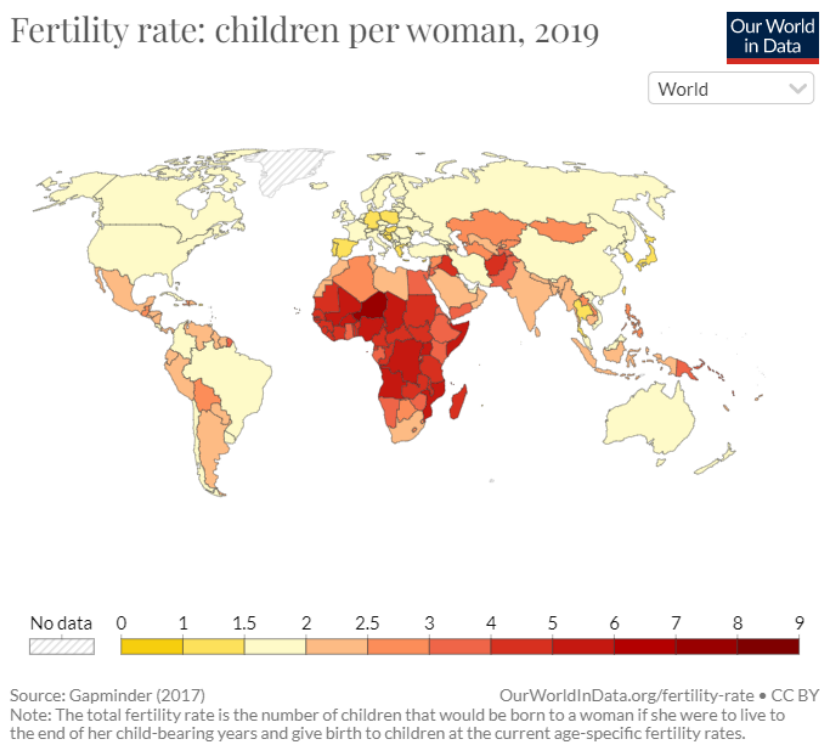 Fertility rate: children per woman, 2019
Our World
in Data
World
No data 0 1 1.5 2 2.5 3 4 5 6 7 8 9
Source: Gapminder (2017) OurWorldInData.org/fertility-rate • CC BY
Note: The total fertility rate is the number of children that would be born to a woman if she were to live to
the end of her child-bearing years and give birth to children at the current age-specific fertility rates.